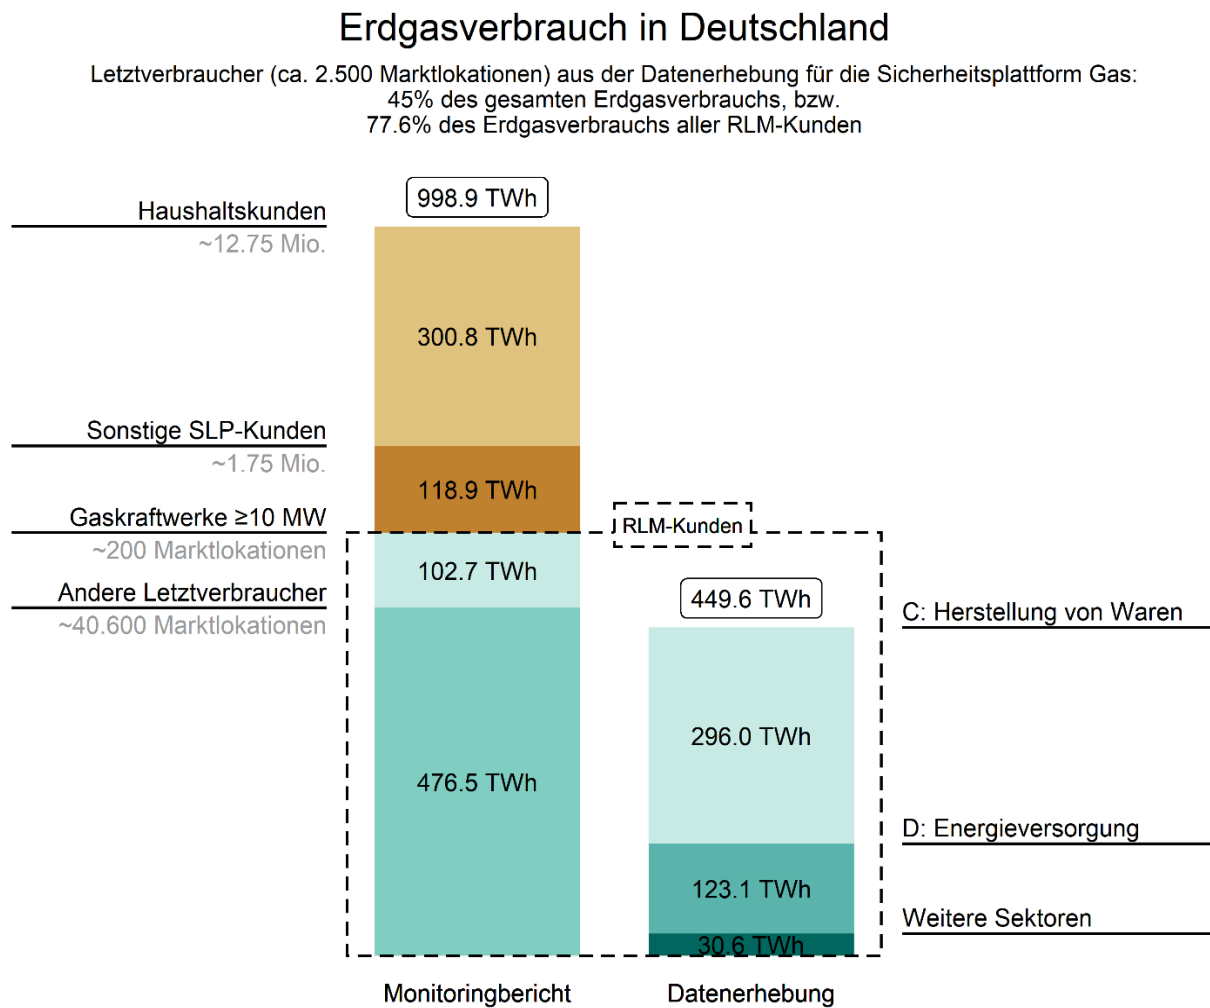 Erdgasverbrauch in Deutschland
Letztverbraucher (ca. 2.500 Marktlokationen) aus der Datenerhebung für die Sicherheitsplattform Gas:
45% des gesamten Erdgasverbrauchs, bzw.
77.6% des Erdgasverbrauchs aller RLM-Kunden
998.9 TWh
Haushaltskunden
~12.75 Mio.
300.8 TWh
Sonstige SLP-Kunden
~1.75 Mio.
118.9 TWh
Gaskraftwerke ≥10 MW
RLM-Kunden
~200 Marktlokationen
102.7 TWh
Andere Letztverbraucher
449.6 TWh
~40.600 Marktlokationen
C: Herstellung von Waren
296.0 TWh
476.5 TWh
D: Energieversorgung
123.1 TWh
Weitere Sektoren
30.6 TWh
Monitoringbericht
Datenerhebung